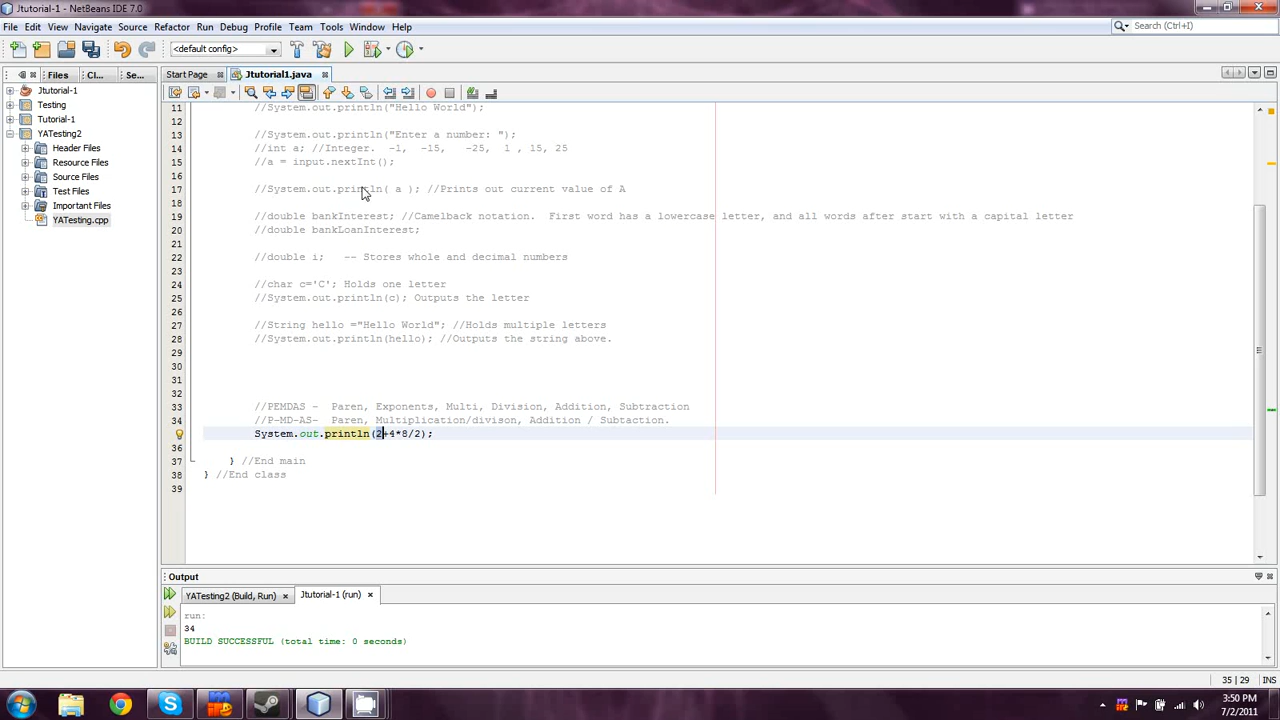 Jtutorial-1 - NetBeans IDE 7.0
File Edit View Navigate Source Refactor Run Debug Profile Team Tools Window Help
Search (Ctrl+I)
<default config>
Files Cl... Se...
Start Page Jtutorial1.java
Jtutorial-1
Testing
Tutorial-1
YATesting2
Header Files
Resource Files
Source Files
Test Files
Important Files
YATesting.cpp
11 //System.out.println("Hello World");
12
13 //System.out.println("Enter a number: ");
14 //int a; //Integer. -1, -15, -25, 1 , 15, 25
15 //a = input.nextInt();
16
17 //System.out.println( a ); //Prints out current value of A
18
19 //double bankInterest; //Camelback notation. First word has a lowercase letter, and all words after start with a capital letter
20 //double bankLoanInterest;
21
22 //double i; -- Stores whole and decimal numbers
23
24 //char c='C'; Holds one letter
25 //System.out.println(c); Outputs the letter
26
27 //String hello ="Hello World"; //Holds multiple letters
28 //System.out.println(hello); //Outputs the string above.
29
30
31
32
33 //PEMDAS - Paren, Exponents, Multi, Division, Addition, Subtraction
34 //P-MD-AS- Paren, Multiplication/divison, Addition / Subtaction.
System.out.println(2+4*8/2);
36
37 } //End main
38 } //End class
39
Output
YATesting2 (Build, Run) Jtutorial-1 (run)
run:
34
BUILD SUCCESSFUL (total time: 0 seconds)
35 | 29 INS
3:50 PM
7/2/2011